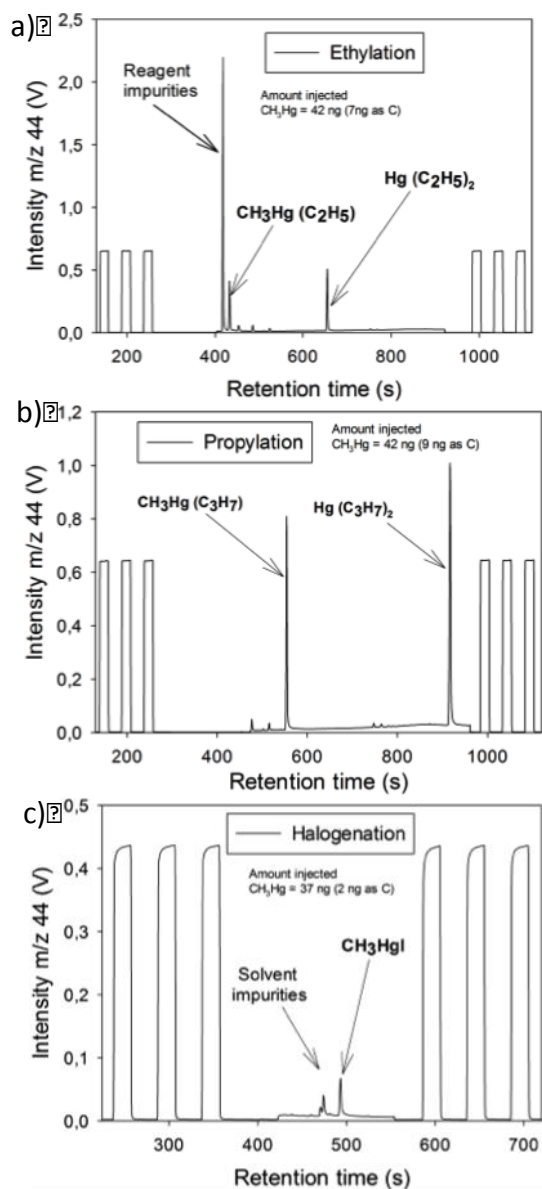 a)
2,5
2,0
1,5
1,0
0,5
0,0
Intensity m/z 44 (V)
Ethylation
Reagent
impurities
Amount injected
CH₃Hg = 42 ng (7ng as C)
CH₃Hg (C₂H₅)
Hg (C2H5)₂
200 400 600 800 1000
Retention time (s)
b)
1,2
1,0
0,8
0,6
0,4
0,2
0,0
Intensity m/z 44 (V)
Propylation
Amount injected
CH₃Hg = 42 ng (9 ng as C)
CH₃Hg (C₃H₇)
Hg (C₃H₇)₂
200 400 600 800 1000
Retention time (s)
c)
0,5
0,4
0,3
0,2
0,1
0,0
Intensity m/z 44 (V)
Halogenation
Amount injected
CH₃Hg = 37 ng (2 ng as C)
CH3HgI
Solvent
impurities
300 400 500 600 700
Retention time (s)